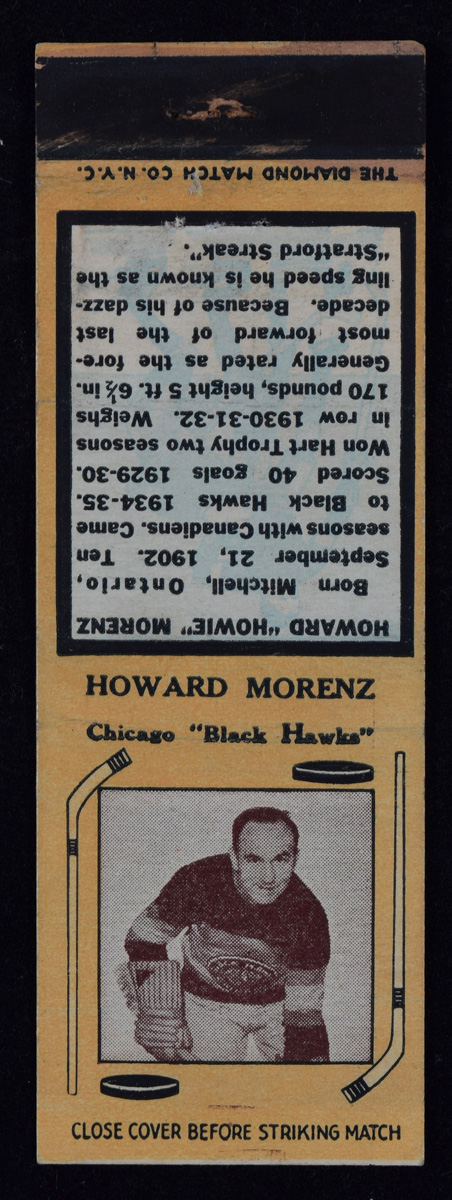 THE DIAMOND MATCH CO. N.Y.C.
HOWARD "HOWIE" MORENZ
Born Mitchell, Ontario,
September 21, 1902. Ten
seasons with Canadiens. Came
to Black Hawks 1934-35.
Scored 40 goals 1929-30.
Won Hart Trophy two seasons
in row 1930-31-32. Weighs
170 pounds, height 5 ft. 6½ in.
Generally rated as the fore-
most forward of the last
decade. Because of his dazz-
ling speed he is known as the
"Stratford Streak".
HOWARD MORENZ
Chicago "Black Hawks"
CLOSE COVER BEFORE STRIKING MATCH